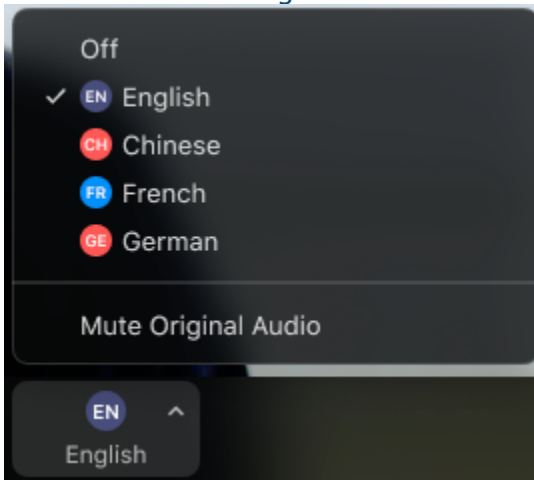 Off
EN English
CH Chinese
FR French
GE German
Mute Original Audio
EN
English